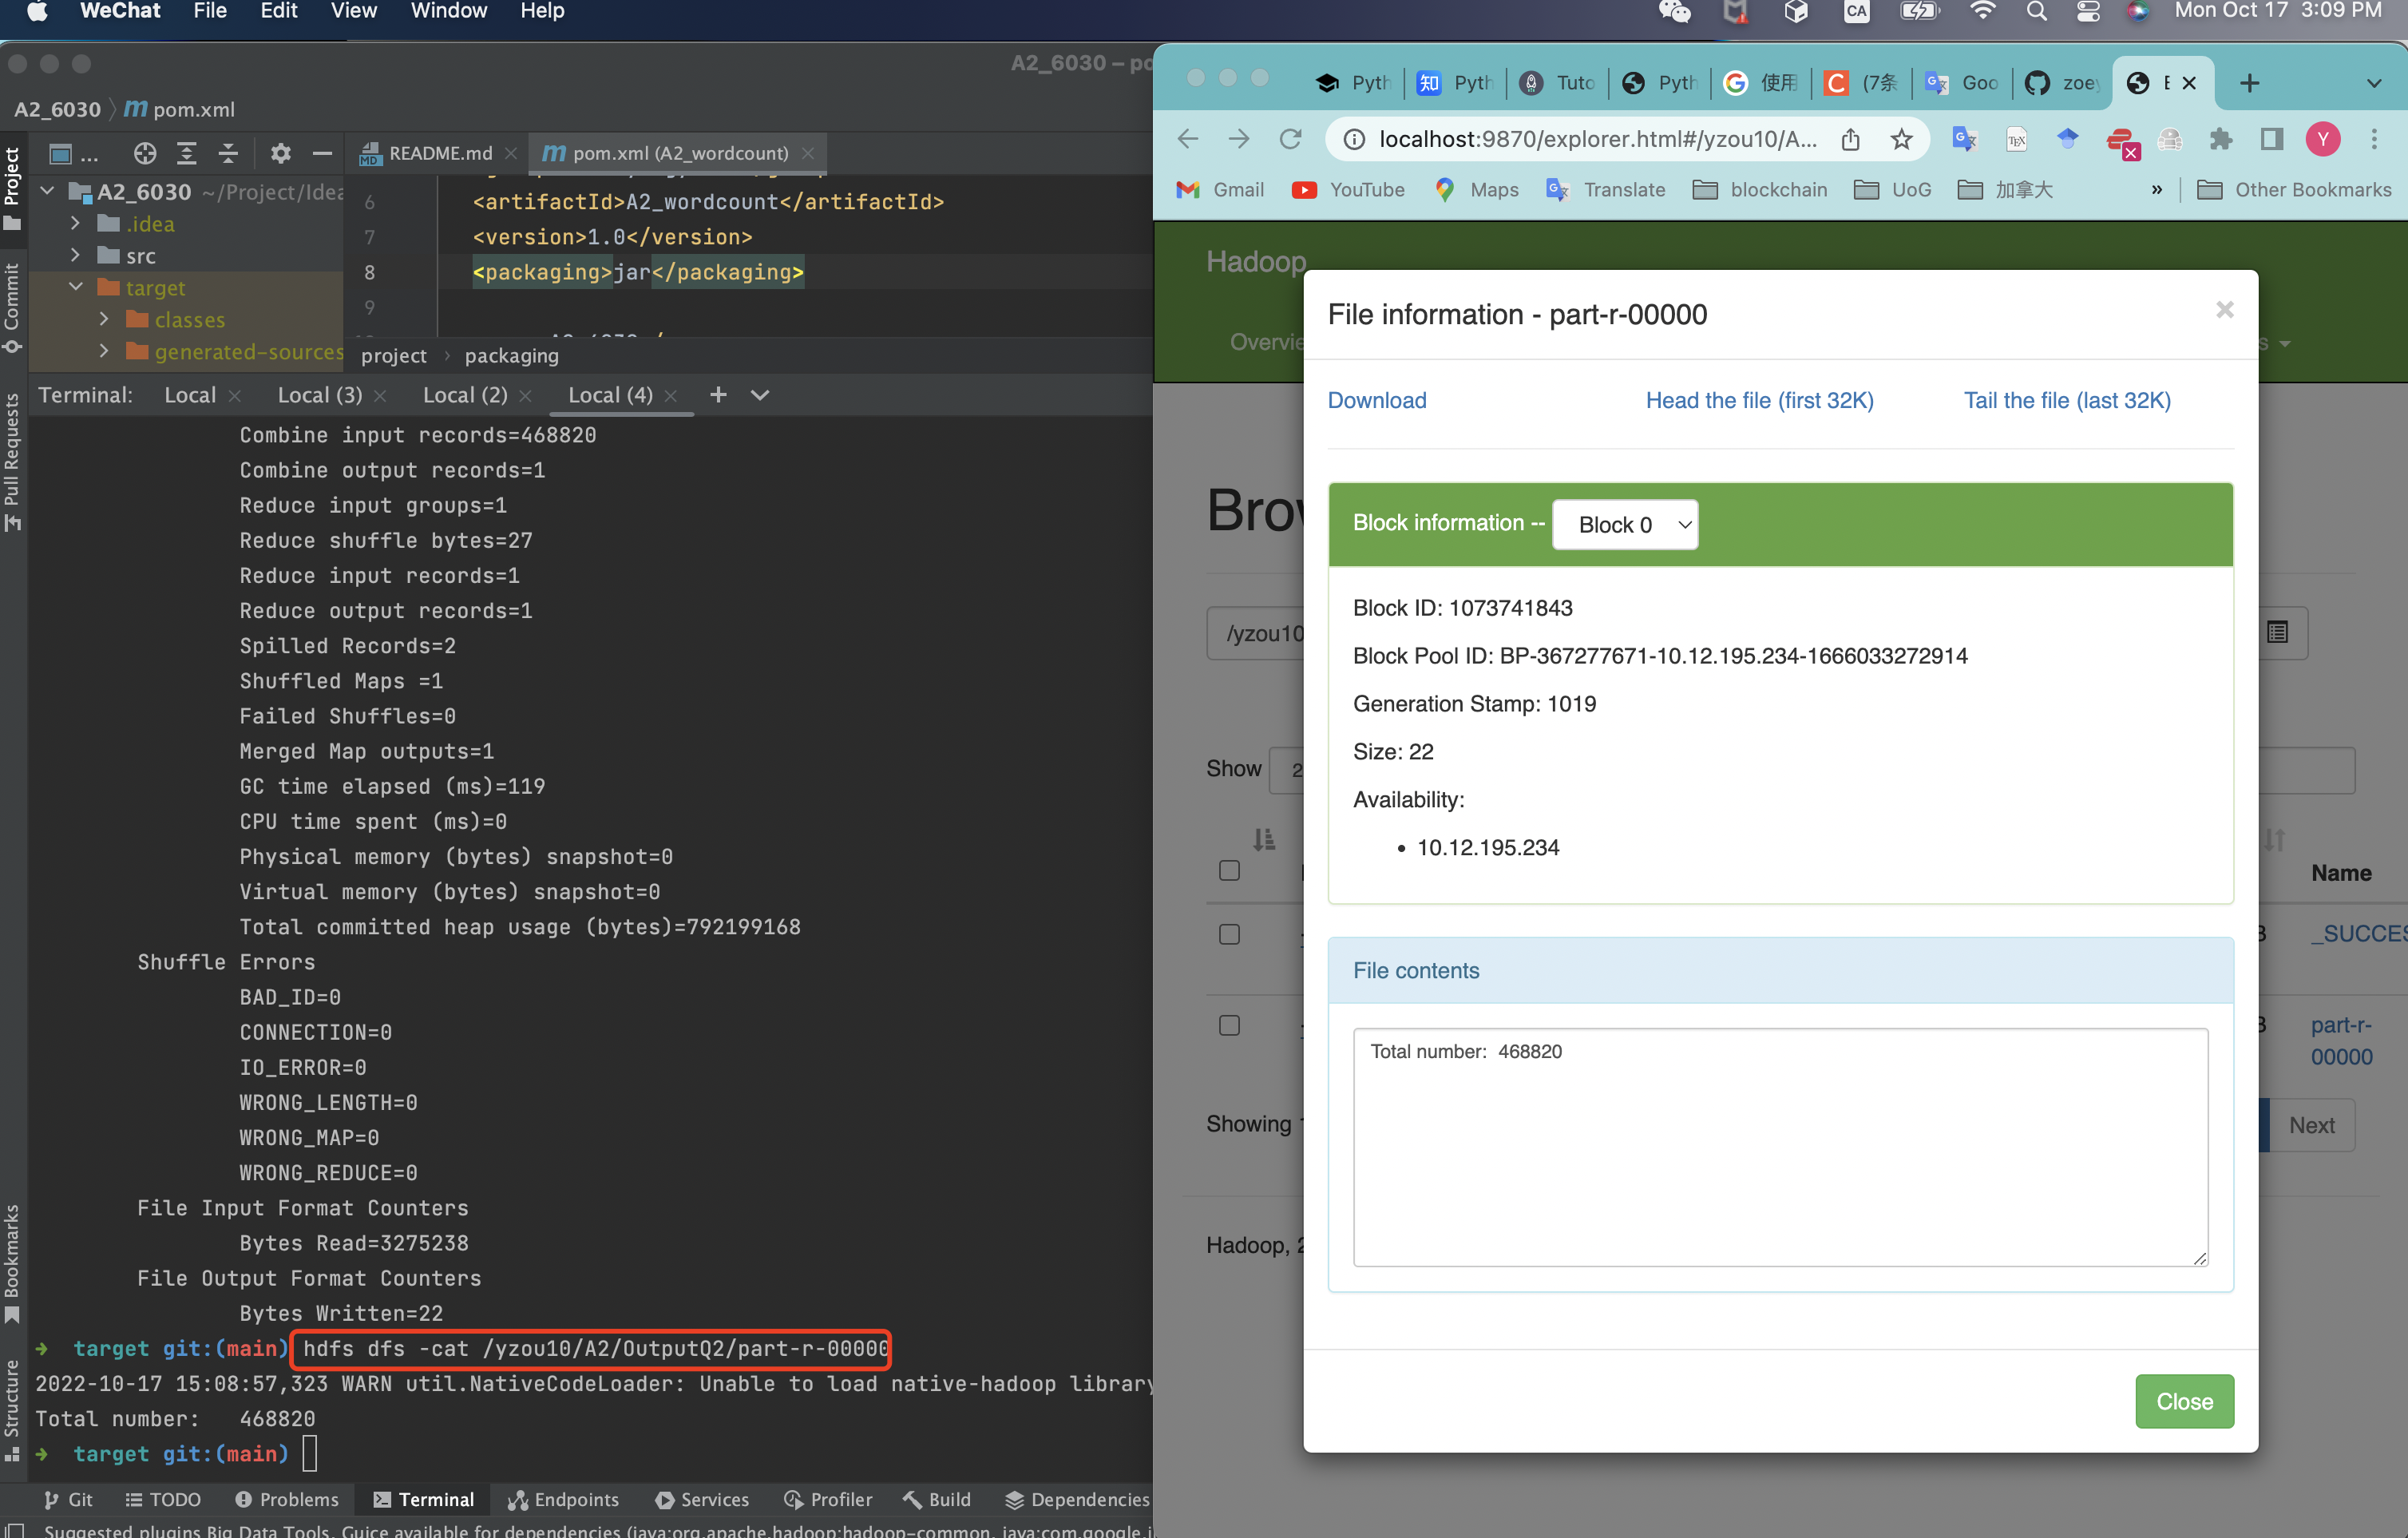 WeChat File Edit View Window Help
CA
Mon Oct 17 3:09 PM
A2_6030 – po
A2_6030 pom.xml
Project
Commit
Pull Requests
Bookmarks
Structure
...
MD README.md
m pom.xml (A2_wordcount)
A2_6030 ~/Project/Idea
.idea
src
target
classes
generated-sources
6 <artifactId>A2_wordcount</artifactId>
7 <version>1.0</version>
8 <packaging>jar</packaging>
9
project › packaging
Terminal: Local Local (3) Local (2) Local (4)
Combine input records=468820
Combine output records=1
Reduce input groups=1
Reduce shuffle bytes=27
Reduce input records=1
Reduce output records=1
Spilled Records=2
Shuffled Maps =1
Failed Shuffles=0
Merged Map outputs=1
GC time elapsed (ms)=119
CPU time spent (ms)=0
Physical memory (bytes) snapshot=0
Virtual memory (bytes) snapshot=0
Total committed heap usage (bytes)=792199168
Shuffle Errors
BAD_ID=0
CONNECTION=0
IO_ERROR=0
WRONG_LENGTH=0
WRONG_MAP=0
WRONG_REDUCE=0
File Input Format Counters
Bytes Read=3275238
File Output Format Counters
Bytes Written=22
→ target git:(main) hdfs dfs -cat /yzou10/A2/OutputQ2/part-r-00000
2022-10-17 15:08:57,323 WARN util.NativeCodeLoader: Unable to load native-hadoop library
Total number: 468820
→ target git:(main)
Git TODO Problems Terminal Endpoints Services Profiler Build Dependencies
Suggested plugins Big Data Tools, Guice available for dependencies (java:org.apache.hadoop:hadoop-common, java:com.google.i
Pyth 知 Pyth Tuto Pyth 使用 C (7条 Goo zoey E
localhost:9870/explorer.html#/yzou10/A...
Y
Gmail YouTube Maps Translate blockchain UoG 加拿大 » Other Bookmarks
Hadoop
Overvie
s
Brow
/yzou10
Show 2
Name
_SUCCES
part-r-
00000
Showing 1
Next
Hadoop, 2
File information - part-r-00000
×
Download Head the file (first 32K) Tail the file (last 32K)
Block information -- Block 0
Block ID: 1073741843
Block Pool ID: BP-367277671-10.12.195.234-1666033272914
Generation Stamp: 1019
Size: 22
Availability:
• 10.12.195.234
File contents
Total number: 468820
Close